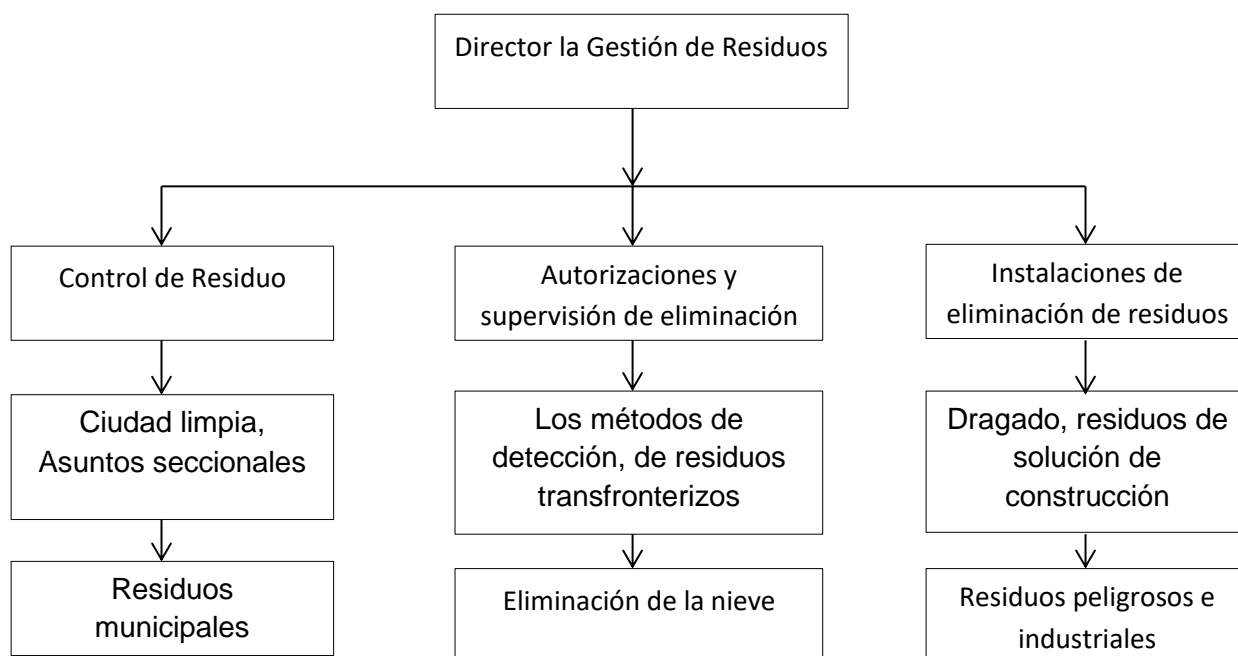 Director la Gestión de Residuos
Control de Residuo
Autorizaciones y
supervisión de eliminación
Instalaciones de
eliminación de residuos
Ciudad limpia,
Asuntos seccionales
Los métodos de
detección, de residuos
transfronterizos
Dragado, residuos de
solución de
construcción
Residuos
municipales
Eliminación de la nieve
Residuos peligrosos e
industriales